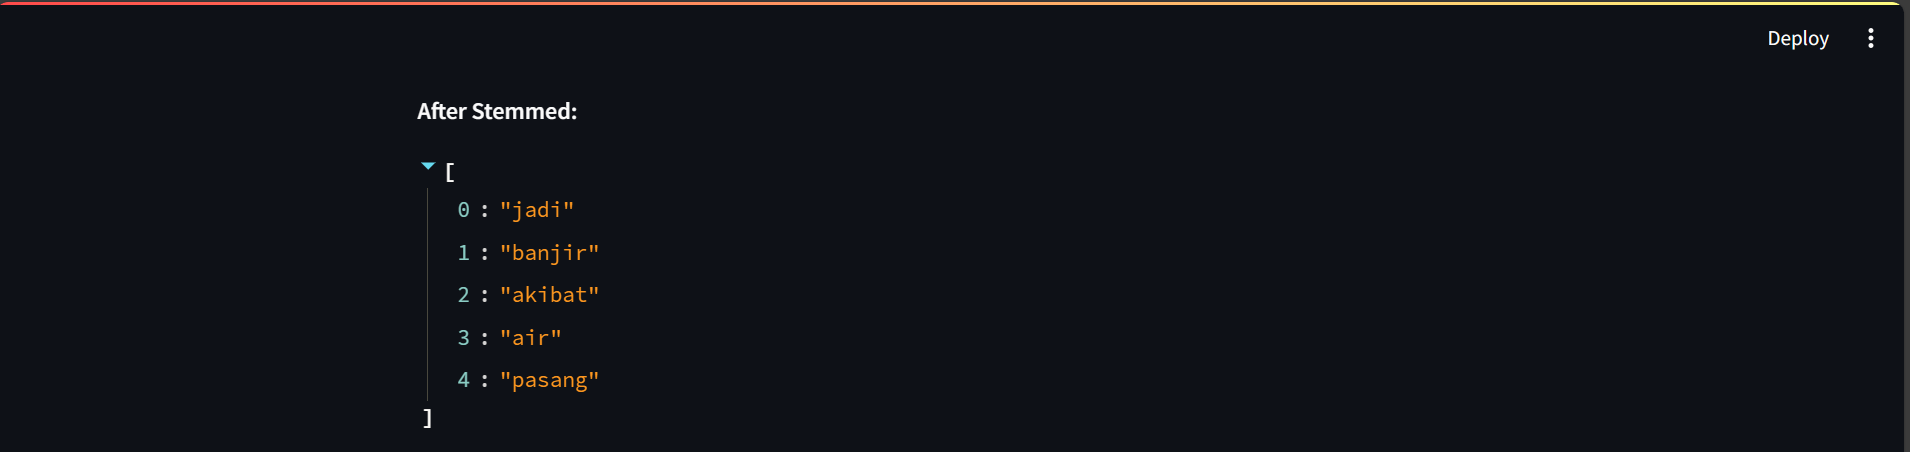 Deploy
After Stemmed:
[
0 : "jadi"
1 : "banjir"
2 : "akibat"
3 : "air"
4 : "pasang"
]